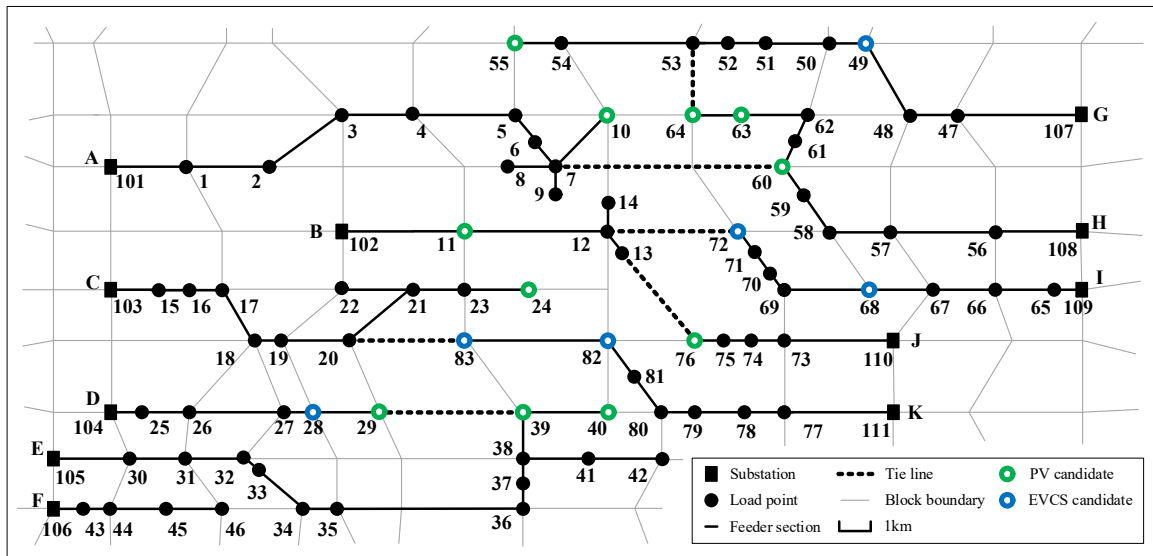 55 54 53 52 51 50 49
3 4 5 10 64 63 62 48 47 107 G
6 61
A 101 1 2 8 7 60
9 59
14
B 102 11 12 72 58 57 56 108 H
13 71
C I
103 15 16 17 22 21 23 24 70 69 68 67 66 65 109
18 19 20 83 82 76 75 74 73 110 J
81
D K
104 25 26 27 28 29 39 40 80 79 78 77 111
E 38
105 30 31 32 41 42
33 37
F
106 43 44 45 46 34 35 36
Substation Tie line PV candidate
Load point Block boundary EVCS candidate
Feeder section 1km